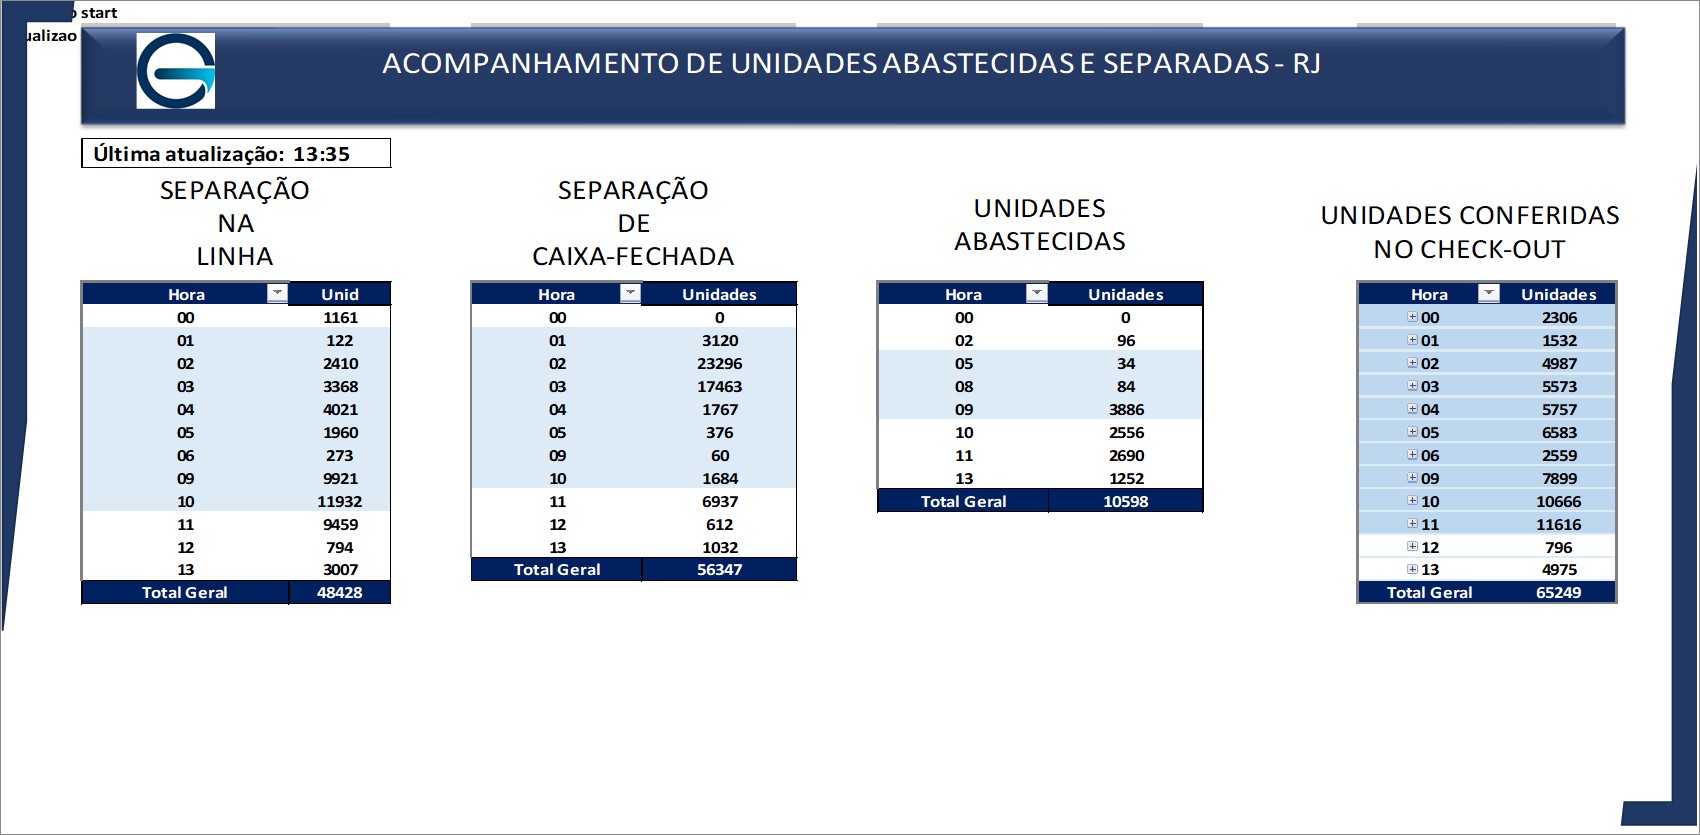 start
ACOMPANHAMENTO DE UNIDADES ABASTECIDAS E SEPARADAS - RJ
Última atualização: 13:35
SEPARAÇÃO
NA
LINHA
Hora Unid
00 1161
01 122
02 2410
03 3368
04 4021
05 1960
06 273
09 9921
10 11932
11 9459
12 794
13 3007
Total Geral 48428
SEPARAÇÃO
DE
CAIXA-FECHADA
Hora Unidades
00 0
01 3120
02 23296
03 17463
04 1767
05 376
09 60
10 1684
11 6937
12 612
13 1032
Total Geral 56347
UNIDADES
ABASTECIDAS
Hora Unidades
00 0
02 96
05 34
08 84
09 3886
10 2556
11 2690
13 1252
Total Geral 10598
UNIDADES CONFERIDAS
NO CHECK-OUT
Hora Unidades
00 2306
01 1532
02 4987
03 5573
04 5757
05 6583
06 2559
09 7899
10 10666
11 11616
12 796
13 4975
Total Geral 65249